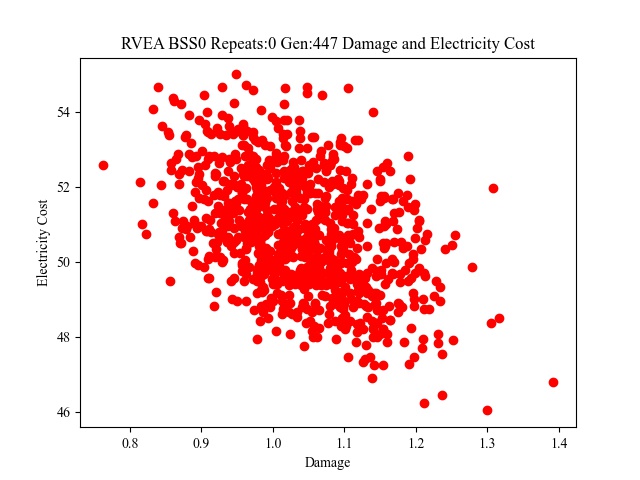 RVEA BSS0 Repeats:0 Gen:447 Damage and Electricity Cost
54
52
50
48
46
Electricity Cost
0.8 0.9 1.0 1.1 1.2 1.3 1.4
Damage